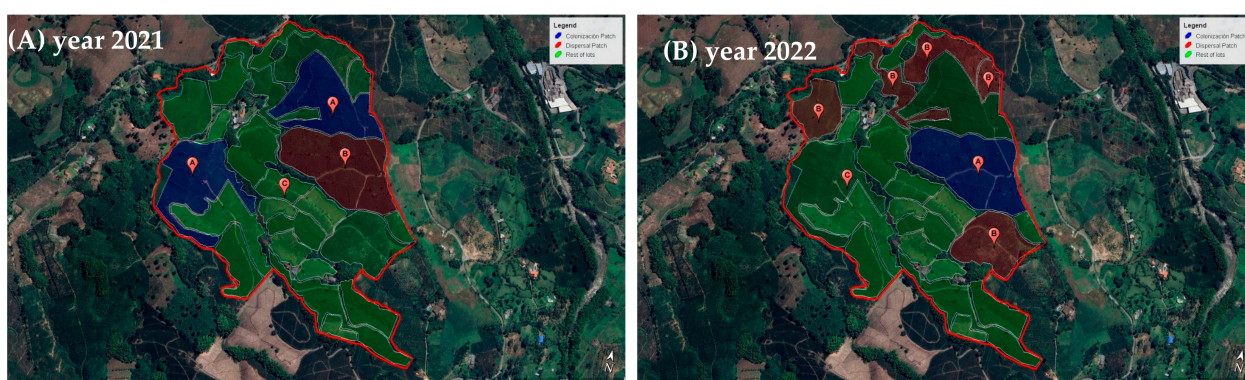 (A) year 2021
Legend
Colonización Patch
Dispersal Patch
Rest of lots
A
A
B
C
N
(B) year 2022
Legend
Colonización Patch
Dispersal Patch
Rest of lots
B
B
B
B
A
C
B
N